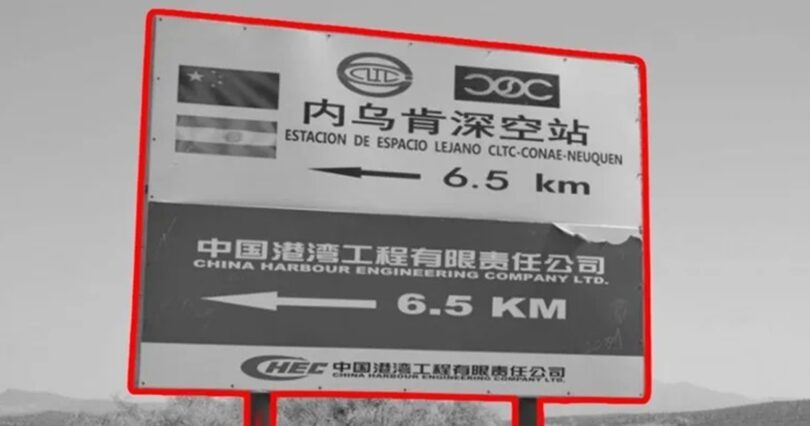 CLTC
内乌肯深空站
ESTACION DE ESPACIO LEJANO CLTC-CONAE-NEUQUEN
6.5 km
中国港湾工程有限责任公司
CHINA HARBOUR ENGINEERING COMPANY LTD.
6.5 KM
CHEC 中国港湾工程有限责任公司
CHINA HARBOUR ENGINEERING COMPANY LTD.